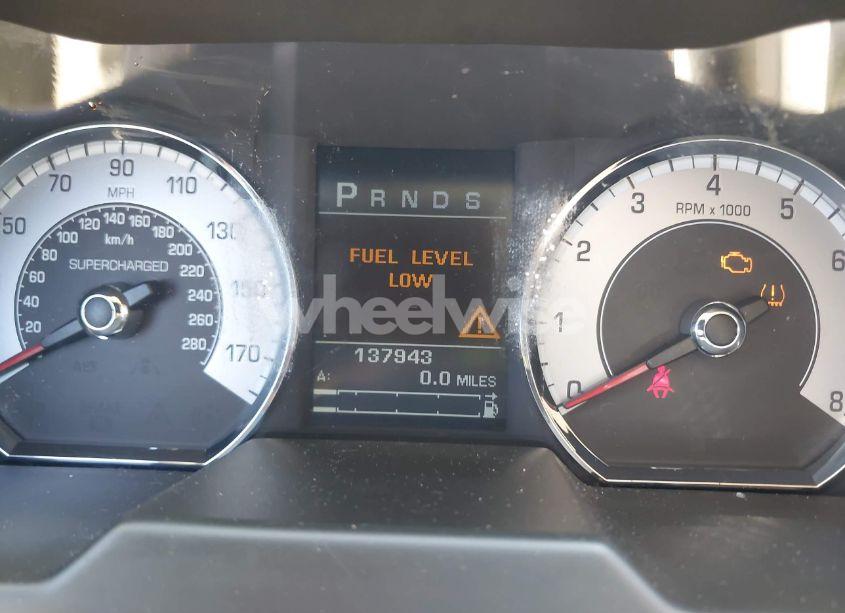 50 70 90 110 130 150 170
MPH
20 40 60 80 100 120 140 160 180 200 220 240 260 280
km/h
SUPERCHARGED
P R N D S
FUEL LEVEL
LOW
wheelwise
137943
A: 0.0 MILES
0 1 2 3 4 5 6 8
RPM x 1000